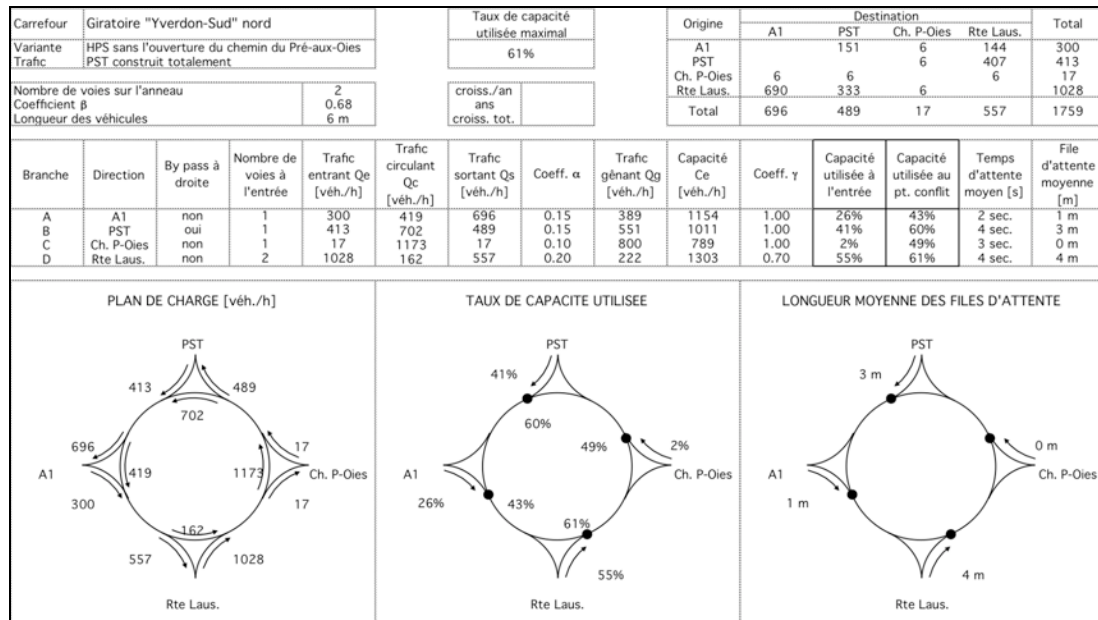 Carrefour Giratoire "Yverdon-Sud" nord
Variante HPS sans l'ouverture du chemin du Pré-aux-Oies
Trafic PST construit totalement
Taux de capacité
utilisée maximal
61%
Origine Destination Total
A1 PST Ch. P-Oies Rte Laus.
A1 151 6 144 300
PST 6 407 413
Ch. P-Oies 6 6 6 17
Rte Laus. 690 333 6 1028
Total 696 489 17 557 1759
Nombre de voies sur l'anneau 2
Coefficient β 0.68
Longueur des véhicules 6 m
croiss./an
ans
croiss. tot.
Branche Direction By pass à droite Nombre de voies à l'entrée Trafic entrant Qe [véh./h] Trafic circulant Qc [véh./h] Trafic sortant Qs [véh./h] Coeff. α Trafic gênant Qg [véh./h] Capacité Ce [véh./h] Coeff. γ Capacité utilisée à l'entrée Capacité utilisée au pt. conflit Temps d'attente moyen [s] File d'attente moyenne [m]
A A1 non 1 300 419 696 0.15 389 1154 1.00 26% 43% 2 sec. 1 m
B PST oui 1 413 702 489 0.15 551 1011 1.00 41% 60% 4 sec. 3 m
C Ch. P-Oies non 1 17 1173 17 0.10 800 789 1.00 2% 49% 3 sec. 0 m
D Rte Laus. non 2 1028 162 557 0.20 222 1303 0.70 55% 61% 4 sec. 4 m
PLAN DE CHARGE [véh./h]
PST
413 489
702
696 17
A1 419 1173 Ch. P-Oies
300 17
162
557 1028
Rte Laus.
TAUX DE CAPACITE UTILISEE
PST
41%
60%
49% 2%
A1 Ch. P-Oies
26% 43%
61%
55%
Rte Laus.
LONGUEUR MOYENNE DES FILES D'ATTENTE
PST
3 m
0 m
A1 Ch. P-Oies
1 m
4 m
Rte Laus.